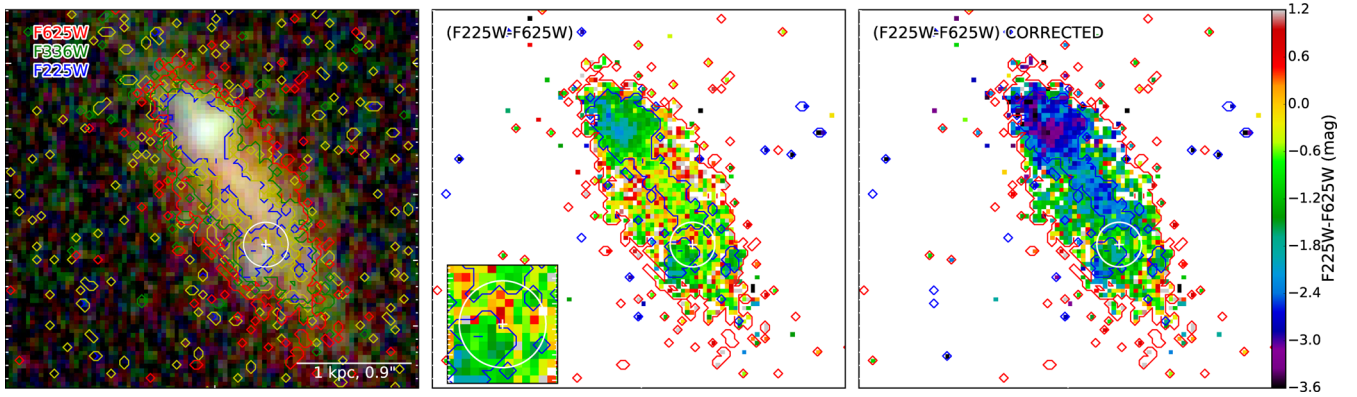 F625W
F336W
F225W
1 kpc, 0.9"
(F225W-F625W)
(F225W-F625W) CORRECTED
1.2
0.6
0.0
−0.6
−1.2
−1.8
−2.4
−3.0
−3.6
F225W-F625W (mag)